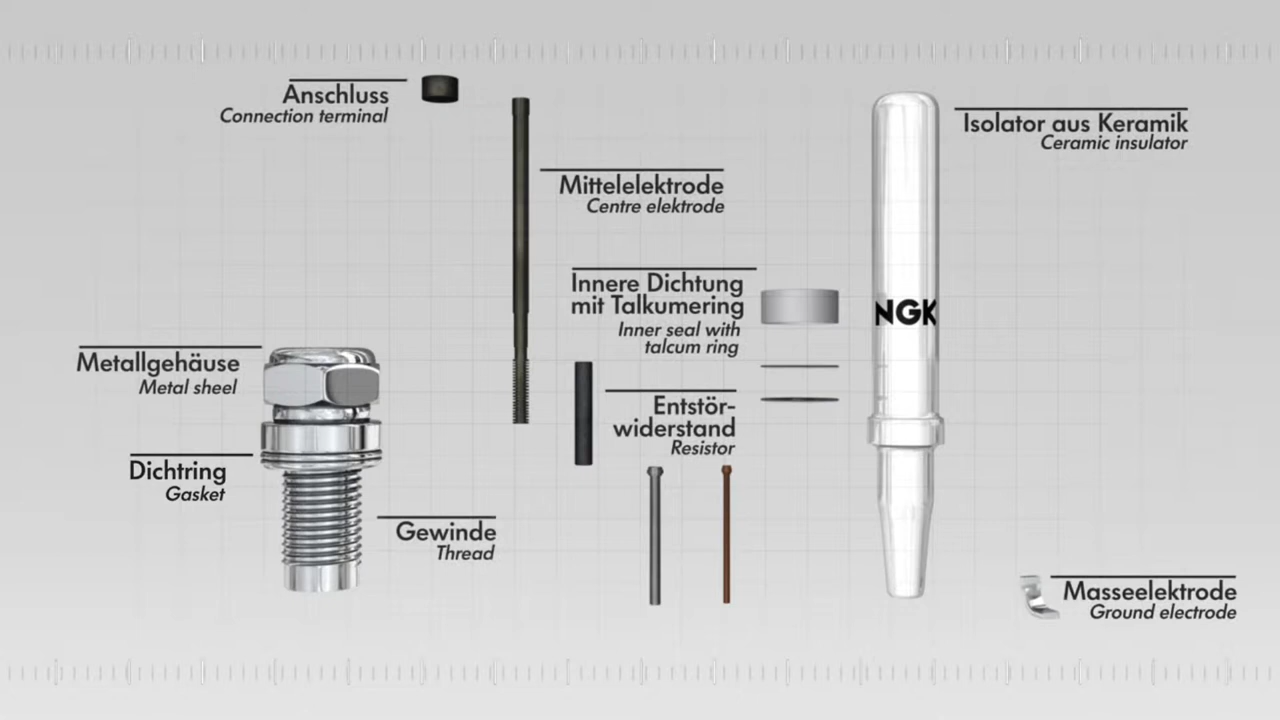 Anschluss
Connection terminal
Isolator aus Keramik
Ceramic insulator
Mittelelektrode
Centre elektrode
Innere Dichtung
mit Talkumering
Inner seal with
talcum ring
NGK
Metallgehäuse
Metal sheel
Entstör-
widerstand
Resistor
Dichtring
Gasket
Gewinde
Thread
Masseelektrode
Ground electrode